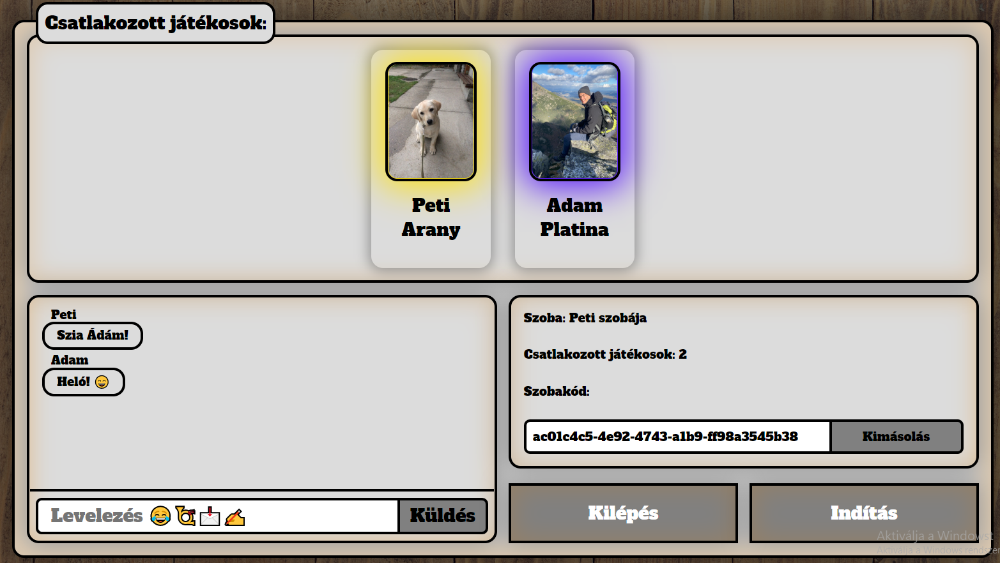 Csatlakozott játékosok:
Peti
Arany
Adam
Platina
Peti
Szia Ádám!
Adam
Heló! 😄
Levelezés 😂📯📩✍
Küldés
Szoba: Peti szobája
Csatlakozott játékosok: 2
Szobakód:
ac01c4c5-4e92-4743-a1b9-ff98a3545b38
Kimásolás
Kilépés
Indítás
Aktiválja a Windowst
Aktiválja a Windows rendszer